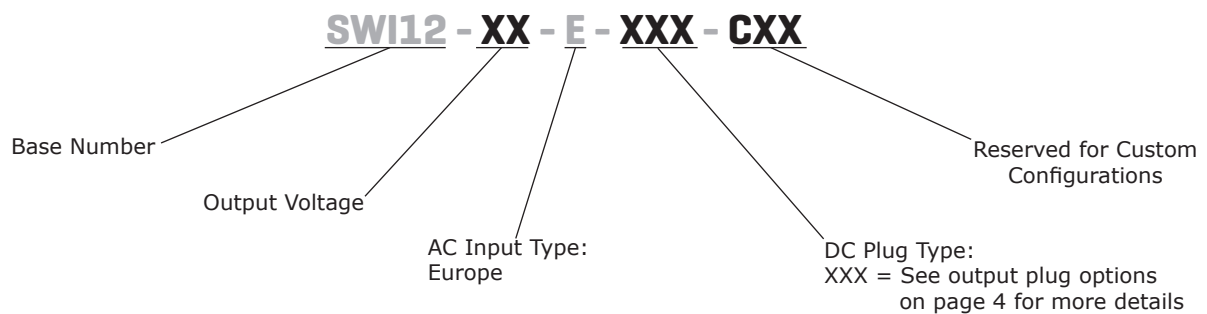 SWI12 - XX - E - XXX - CXX
Base Number
Output Voltage
AC Input Type:
Europe
DC Plug Type:
XXX = See output plug options
on page 4 for more details
Reserved for Custom
Configurations